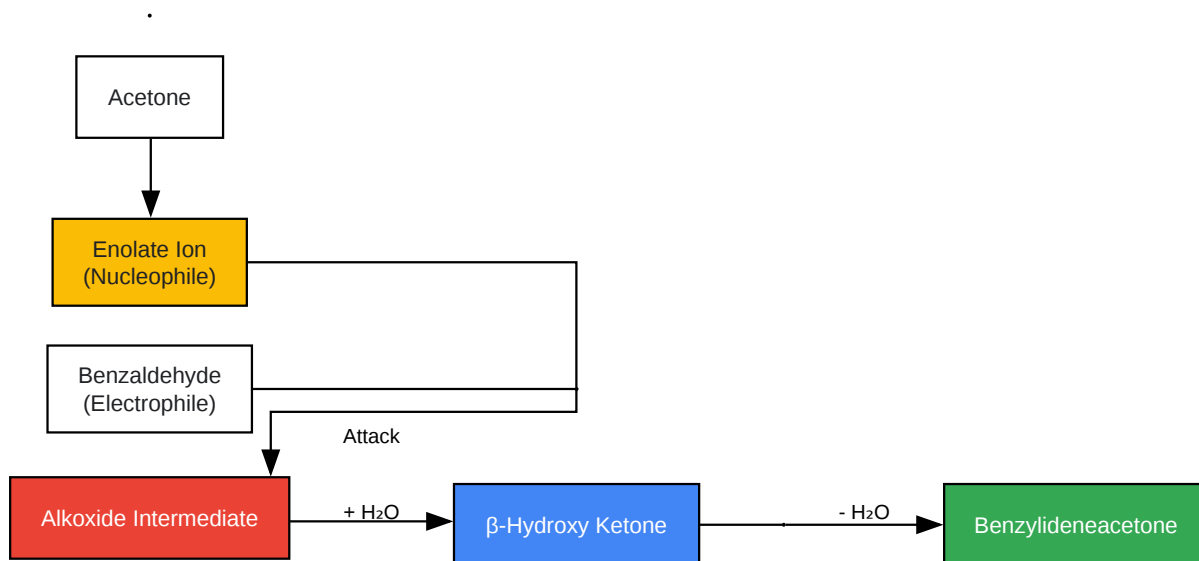 Acetone
Enolate Ion
(Nucleophile)
Benzaldehyde
(Electrophile)
Attack
Alkoxide Intermediate
+ H₂O
β-Hydroxy Ketone
- H₂O
Benzylideneacetone